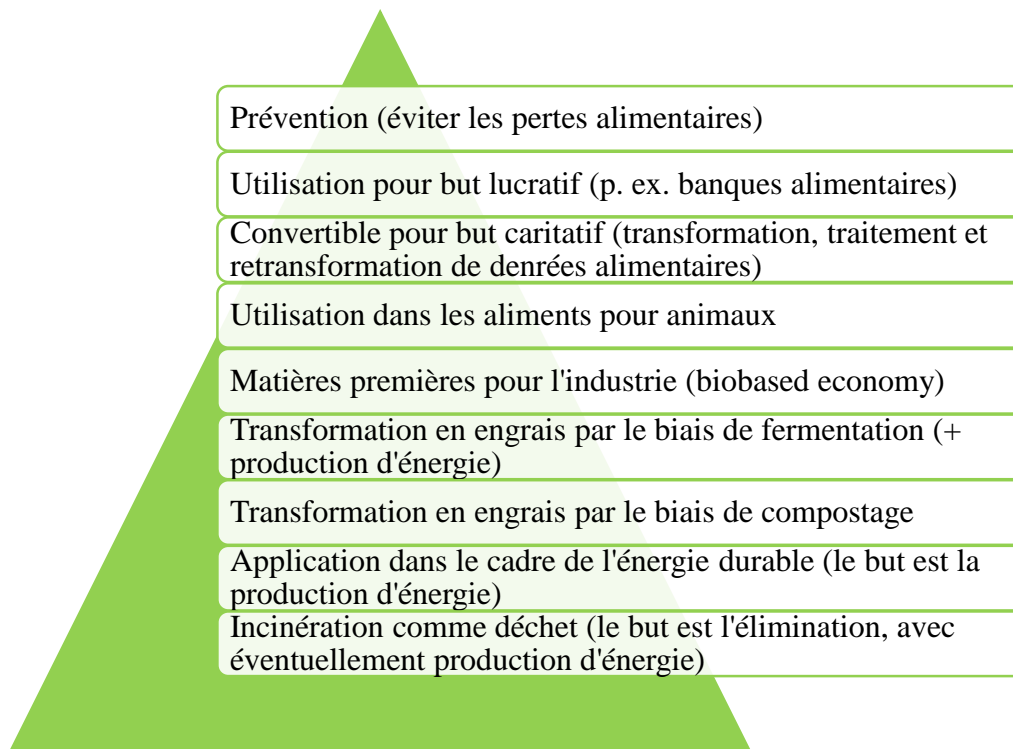 Prévention (éviter les pertes alimentaires)
Utilisation pour but lucratif (p. ex. banques alimentaires)
Convertible pour but caritatif (transformation, traitement et
retransformation de denrées alimentaires)
Utilisation dans les aliments pour animaux
Matières premières pour l'industrie (biobased economy)
Transformation en engrais par le biais de fermentation (+
production d'énergie)
Transformation en engrais par le biais de compostage
Application dans le cadre de l'énergie durable (le but est la
production d'énergie)
Incinération comme déchet (le but est l'élimination, avec
éventuellement production d'énergie)